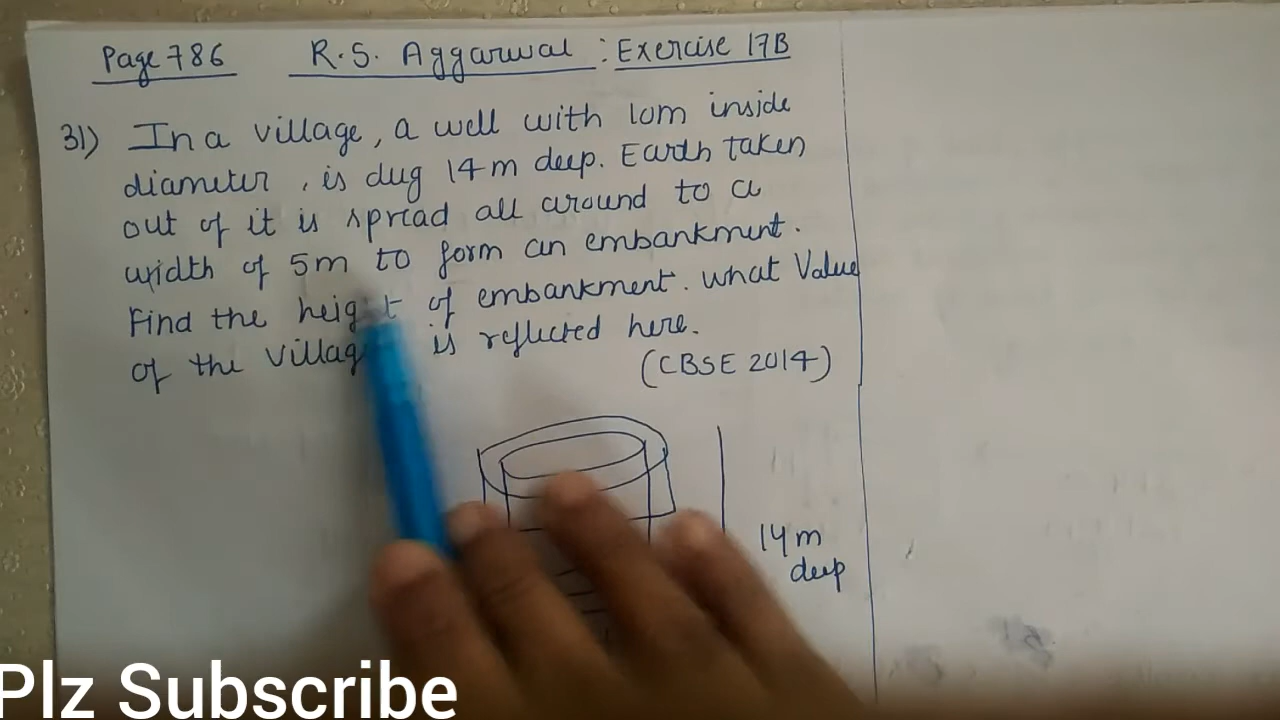 Page 786 R.S. Aggarwal : Exercise 17B
31) In a village, a well with 10m inside
diameter, is dug 14m deep. Earth taken
out of it is spread all around to a
width of 5m to form an embankment.
Find the height of embankment. what Value
of the village is reflected here.
(CBSE 2014)
14m
deep
Plz Subscribe